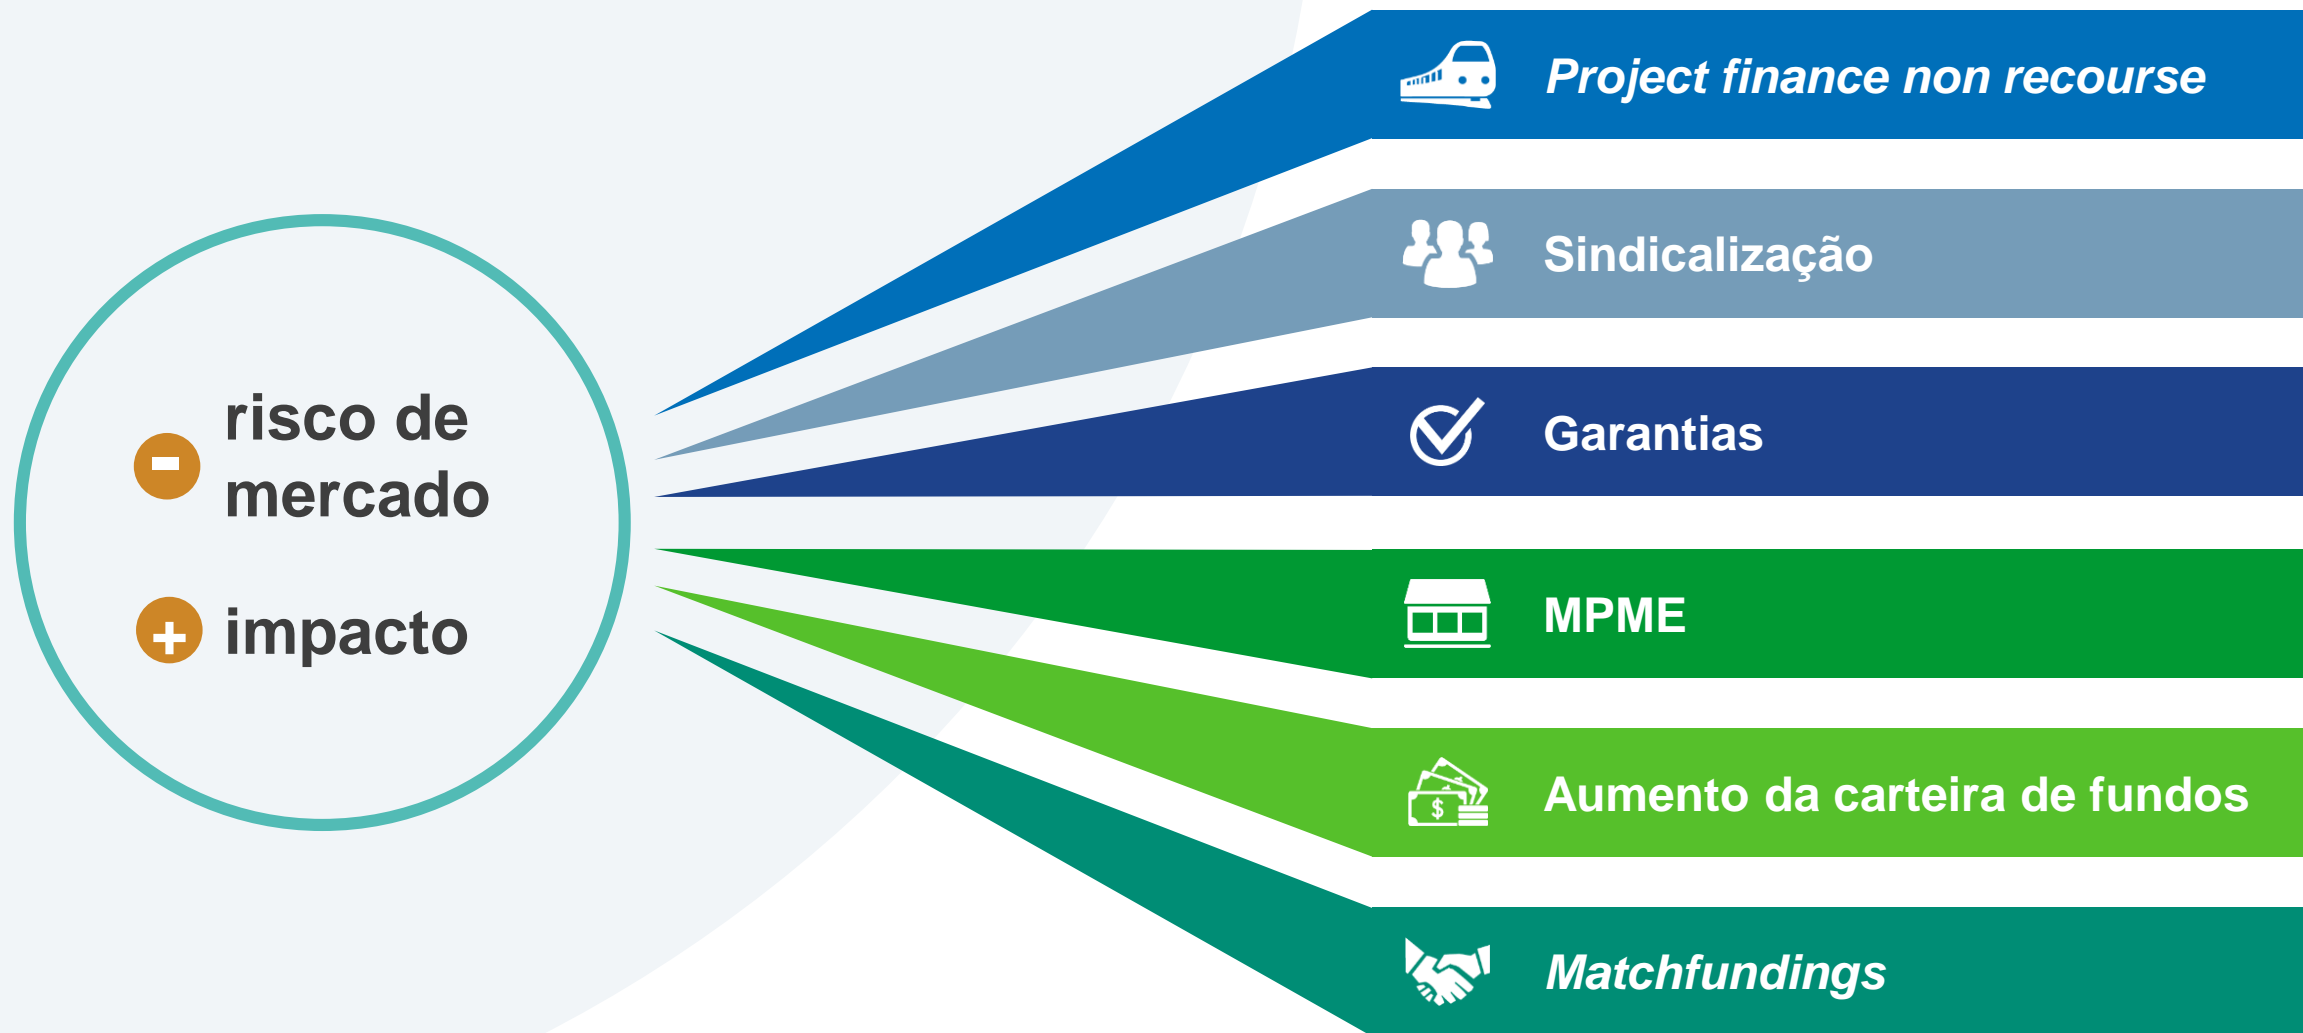 - risco de
mercado
+ impacto
Project finance non recourse
Sindicalização
Garantias
MPME
$ Aumento da carteira de fundos
Matchfundings